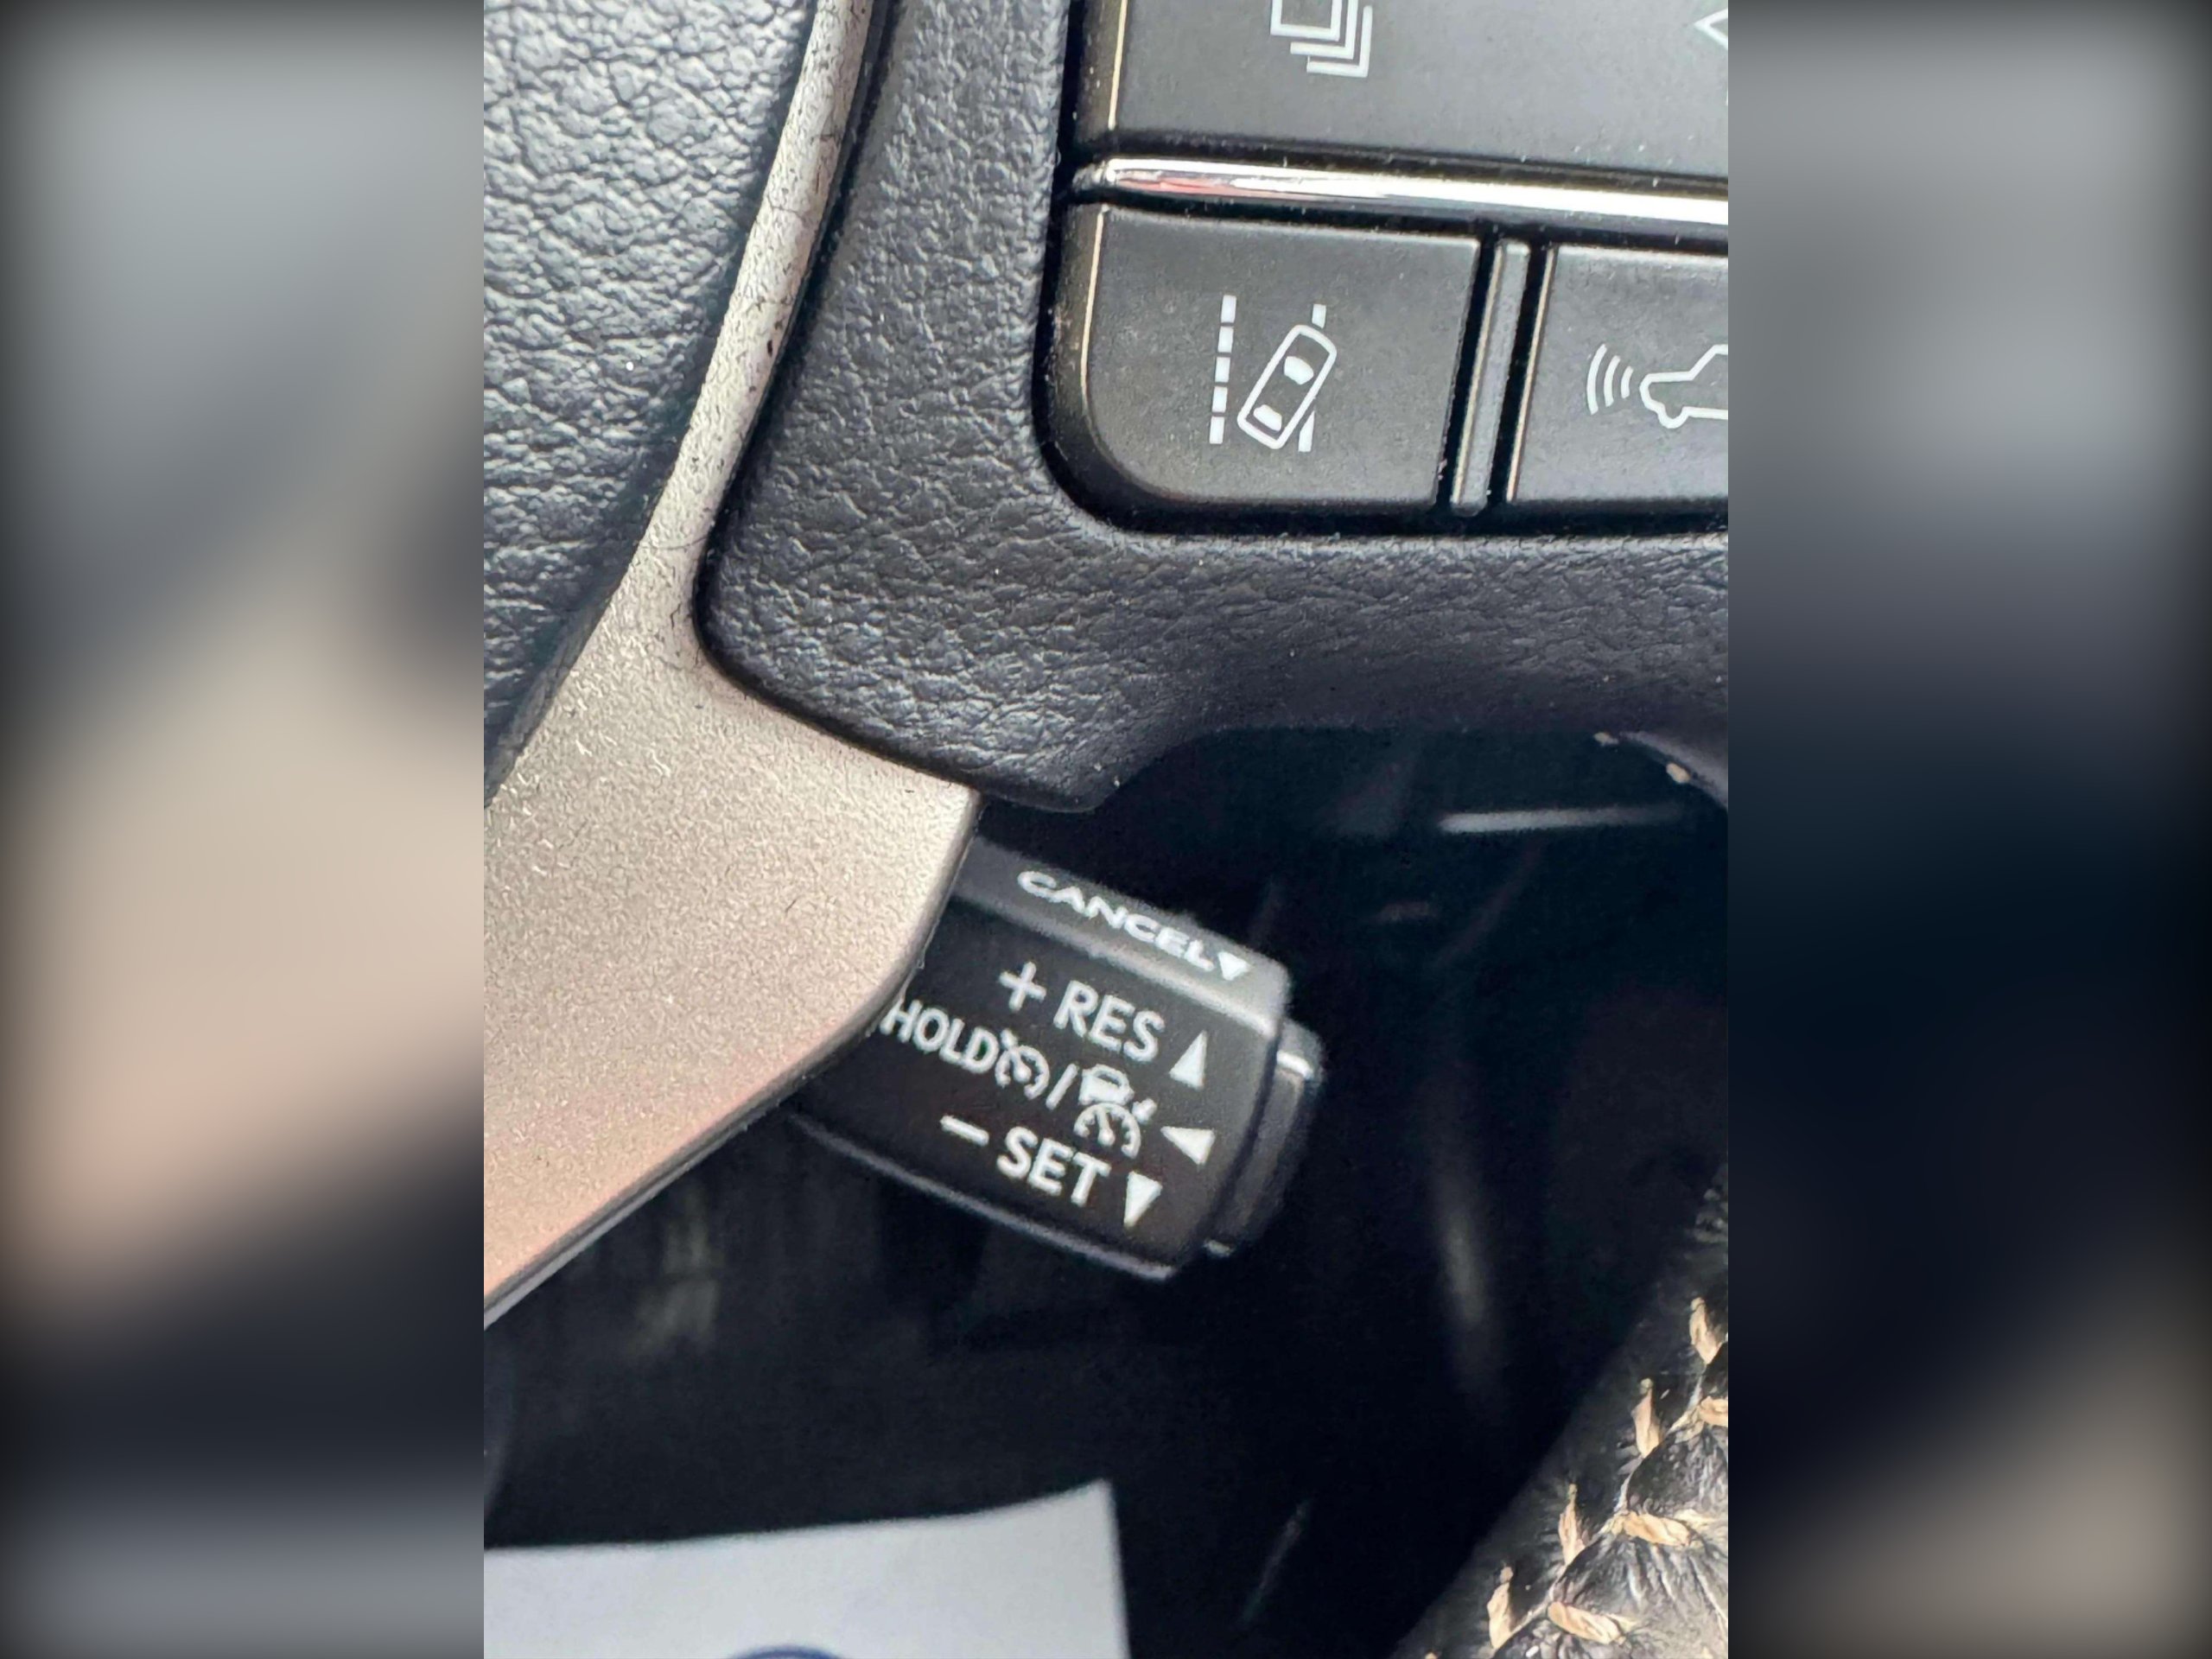 CANCEL▼
+ RES ▲
HOLD / ◀
− SET ▼